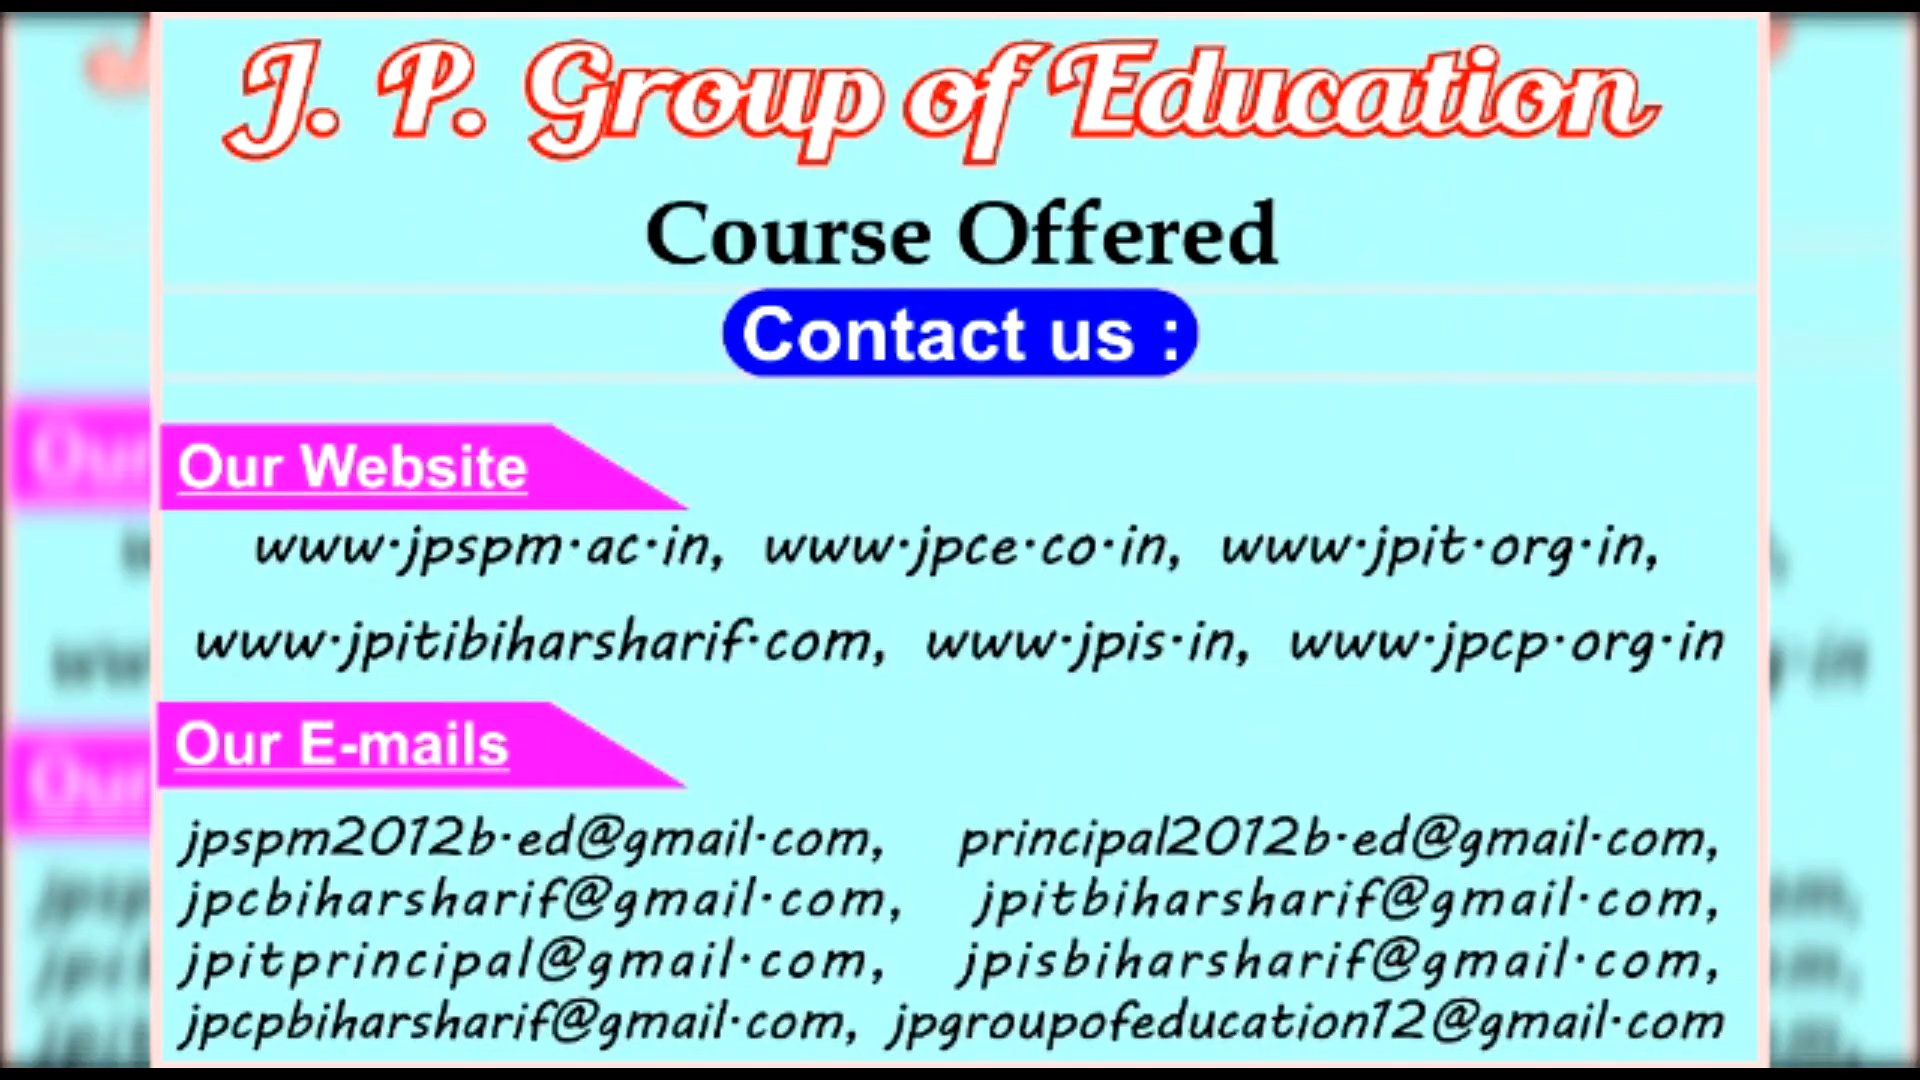 J. P. Group of Education
Course Offered
Contact us :
Our Website
www.jpspm.ac.in, www.jpce.co.in, www.jpit.org.in,
www.jpitibiharsharif.com, www.jpis.in, www.jpcp.org.in
Our E-mails
jpspm2012b.ed@gmail.com, principal2012b.ed@gmail.com,
jpcbiharsharif@gmail.com, jpitbiharsharif@gmail.com,
jpitprincipal@gmail.com, jpisbiharsharif@gmail.com,
jpcpbiharsharif@gmail.com, jpgroupofeducation12@gmail.com